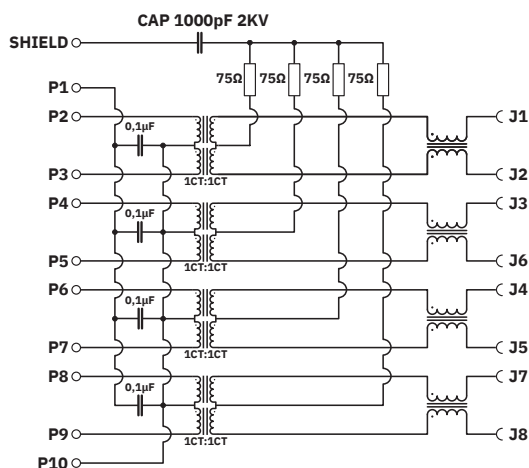 CAP 1000pF 2KV
SHIELD
P1
75Ω 75Ω 75Ω 75Ω
P2
J1
0,1µF
P3
J2
1CT:1CT
P4
J3
0,1µF
P5
J6
1CT:1CT
P6
J4
0,1µF
P7
J5
1CT:1CT
P8
J7
0,1µF
P9
J8
1CT:1CT
P10